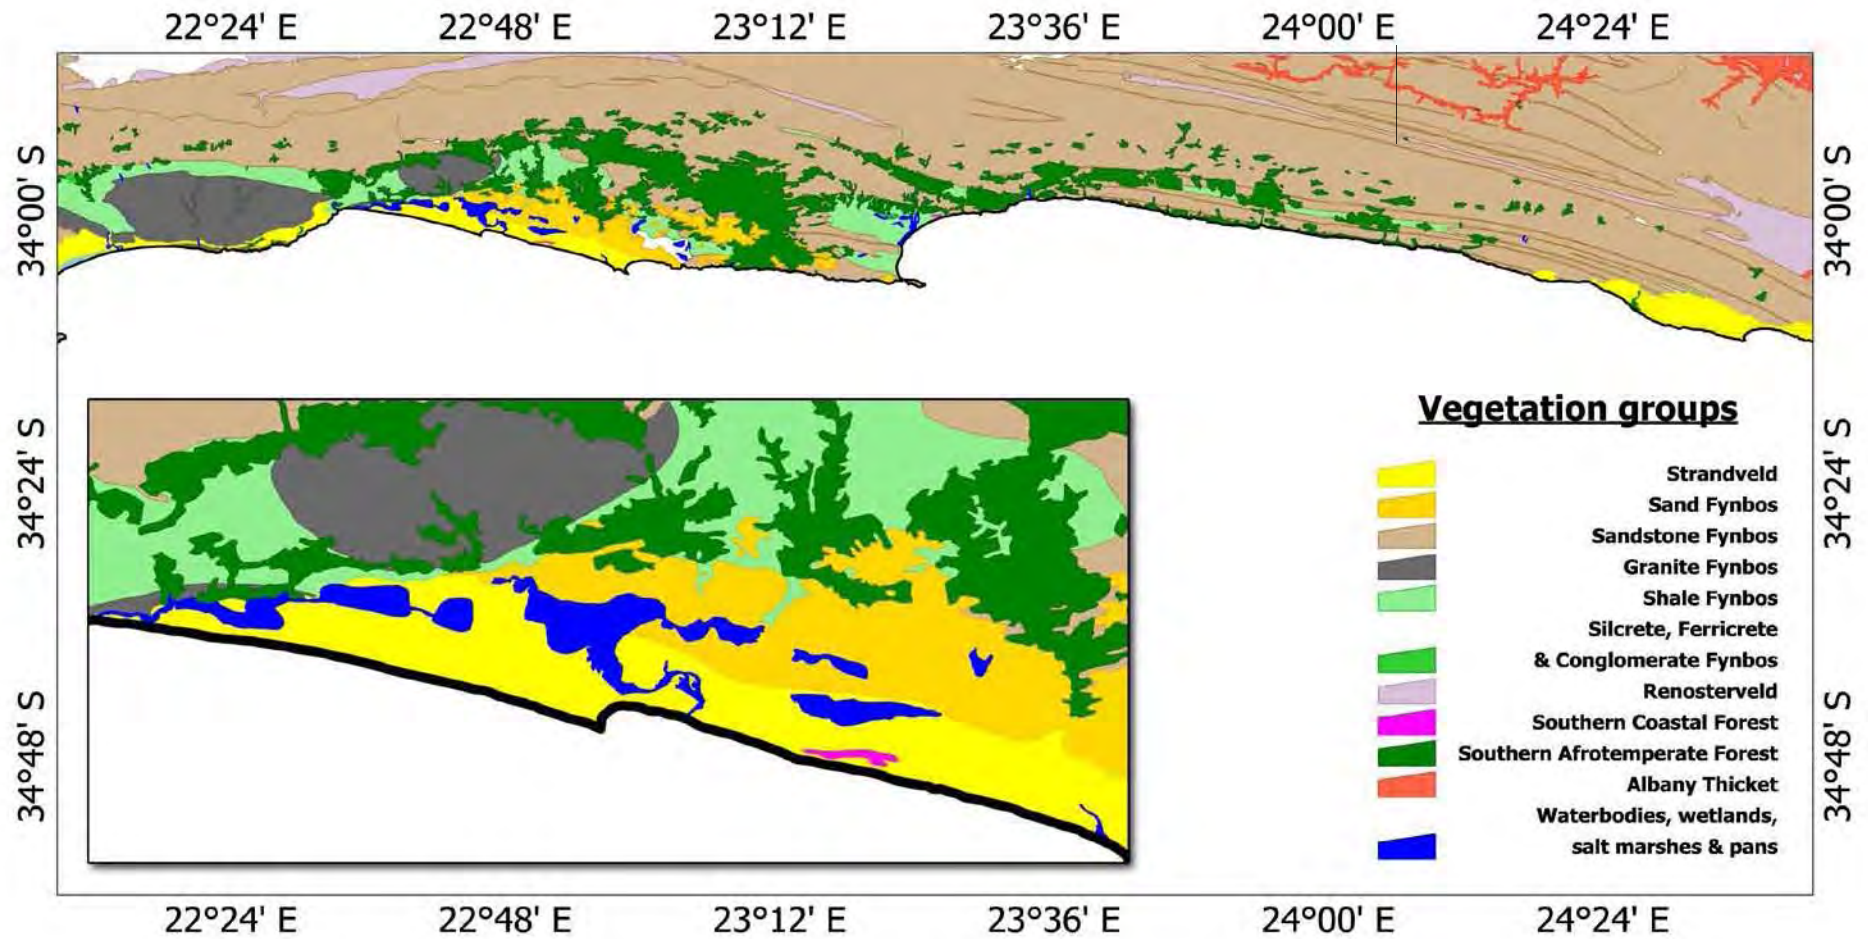 22°24' E 22°48' E 23°12' E 23°36' E 24°00' E 24°24' E
34°00' S
34°00' S
34°24' S
34°24' S
34°48' S
34°48' S
Vegetation groups
Strandveld
Sand Fynbos
Sandstone Fynbos
Granite Fynbos
Shale Fynbos
Silcrete, Ferricrete
& Conglomerate Fynbos
Renosterveld
Southern Coastal Forest
Southern Afrotemperate Forest
Albany Thicket
Waterbodies, wetlands,
salt marshes & pans
22°24' E 22°48' E 23°12' E 23°36' E 24°00' E 24°24' E